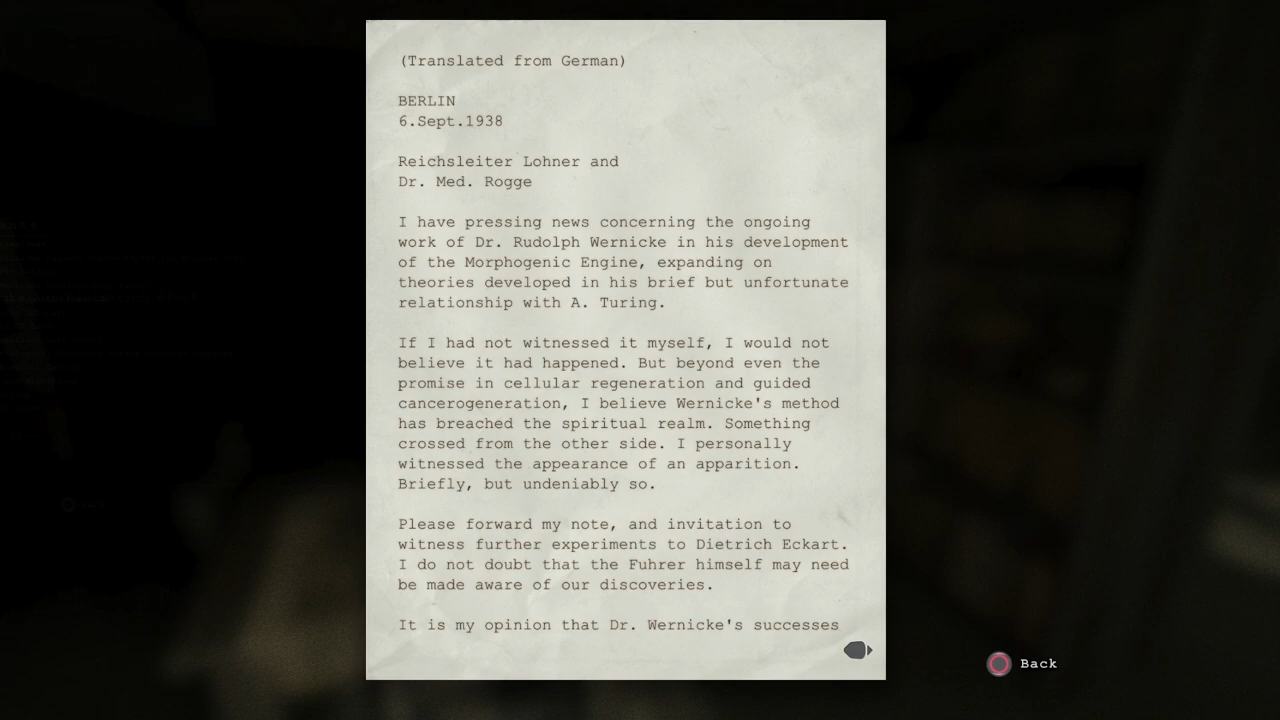 (Translated from German)
BERLIN
6.Sept.1938
Reichsleiter Lohner and
Dr. Med. Rogge
I have pressing news concerning the ongoing
work of Dr. Rudolph Wernicke in his development
of the Morphogenic Engine, expanding on
theories developed in his brief but unfortunate
relationship with A. Turing.
If I had not witnessed it myself, I would not
believe it had happened. But beyond even the
promise in cellular regeneration and guided
cancerogeneration, I believe Wernicke's method
has breached the spiritual realm. Something
crossed from the other side. I personally
witnessed the appearance of an apparition.
Briefly, but undeniably so.
Please forward my note, and invitation to
witness further experiments to Dietrich Eckart.
I do not doubt that the Fuhrer himself may need
be made aware of our discoveries.
It is my opinion that Dr. Wernicke's successes
Back